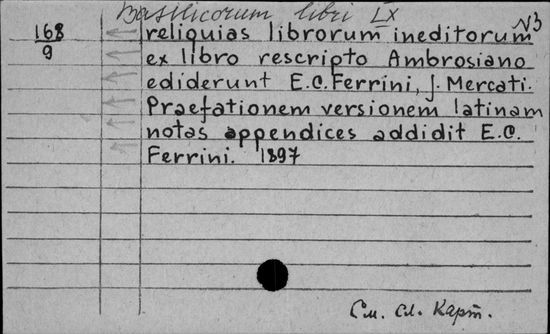 Basilicorum libri LX
N3
168
9
reliquias librorum ineditorum
ex libro rescripto Ambrosiano
ediderunt E.C. Ferrini, J. Mercati.
Praefationem versionem latinam
notas appendices addidit E.C.
Ferrini. 1897
См. сл. карт.